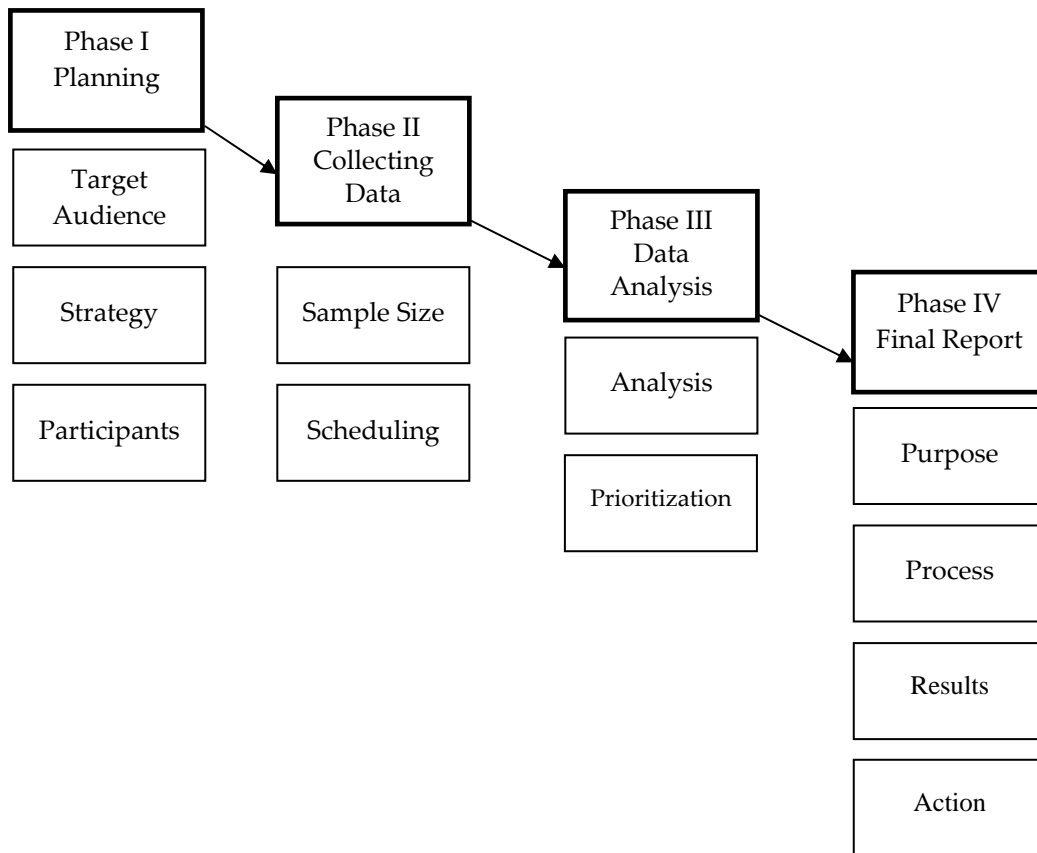 Phase I
Planning
Target
Audience
Strategy
Participants
Phase II
Collecting
Data
Sample Size
Scheduling
Phase III
Data
Analysis
Analysis
Prioritization
Phase IV
Final Report
Purpose
Process
Results
Action